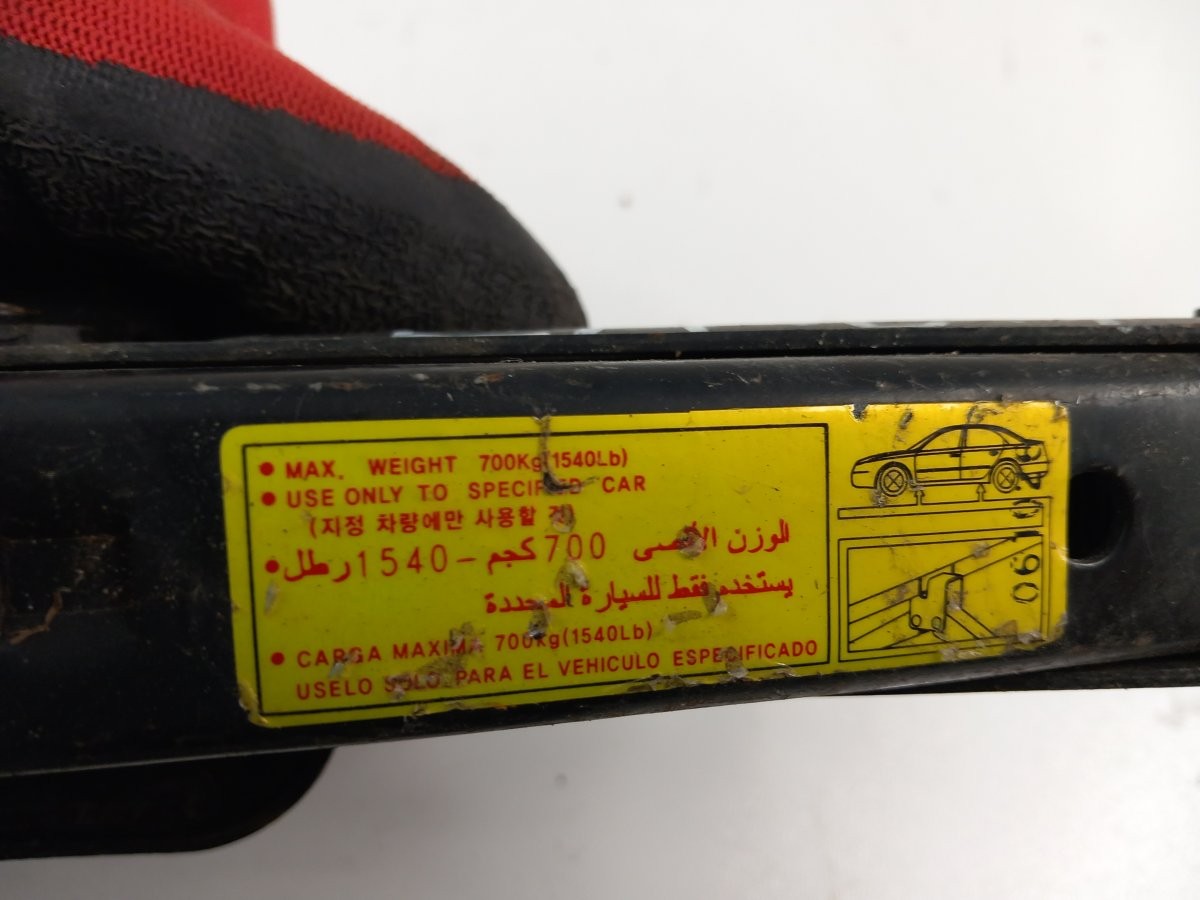 • MAX. WEIGHT 700Kg(1540Lb)
• USE ONLY TO SPECIFIED CAR
(지정 차량에만 사용할 것)
• الوزن الأقصى 700 كجم - 1540 رطل
يستخدم فقط للسيارة المحددة
• CARGA MAXIMA 700kg(1540Lb)
USELO SOLO PARA EL VEHICULO ESPECIFICADO